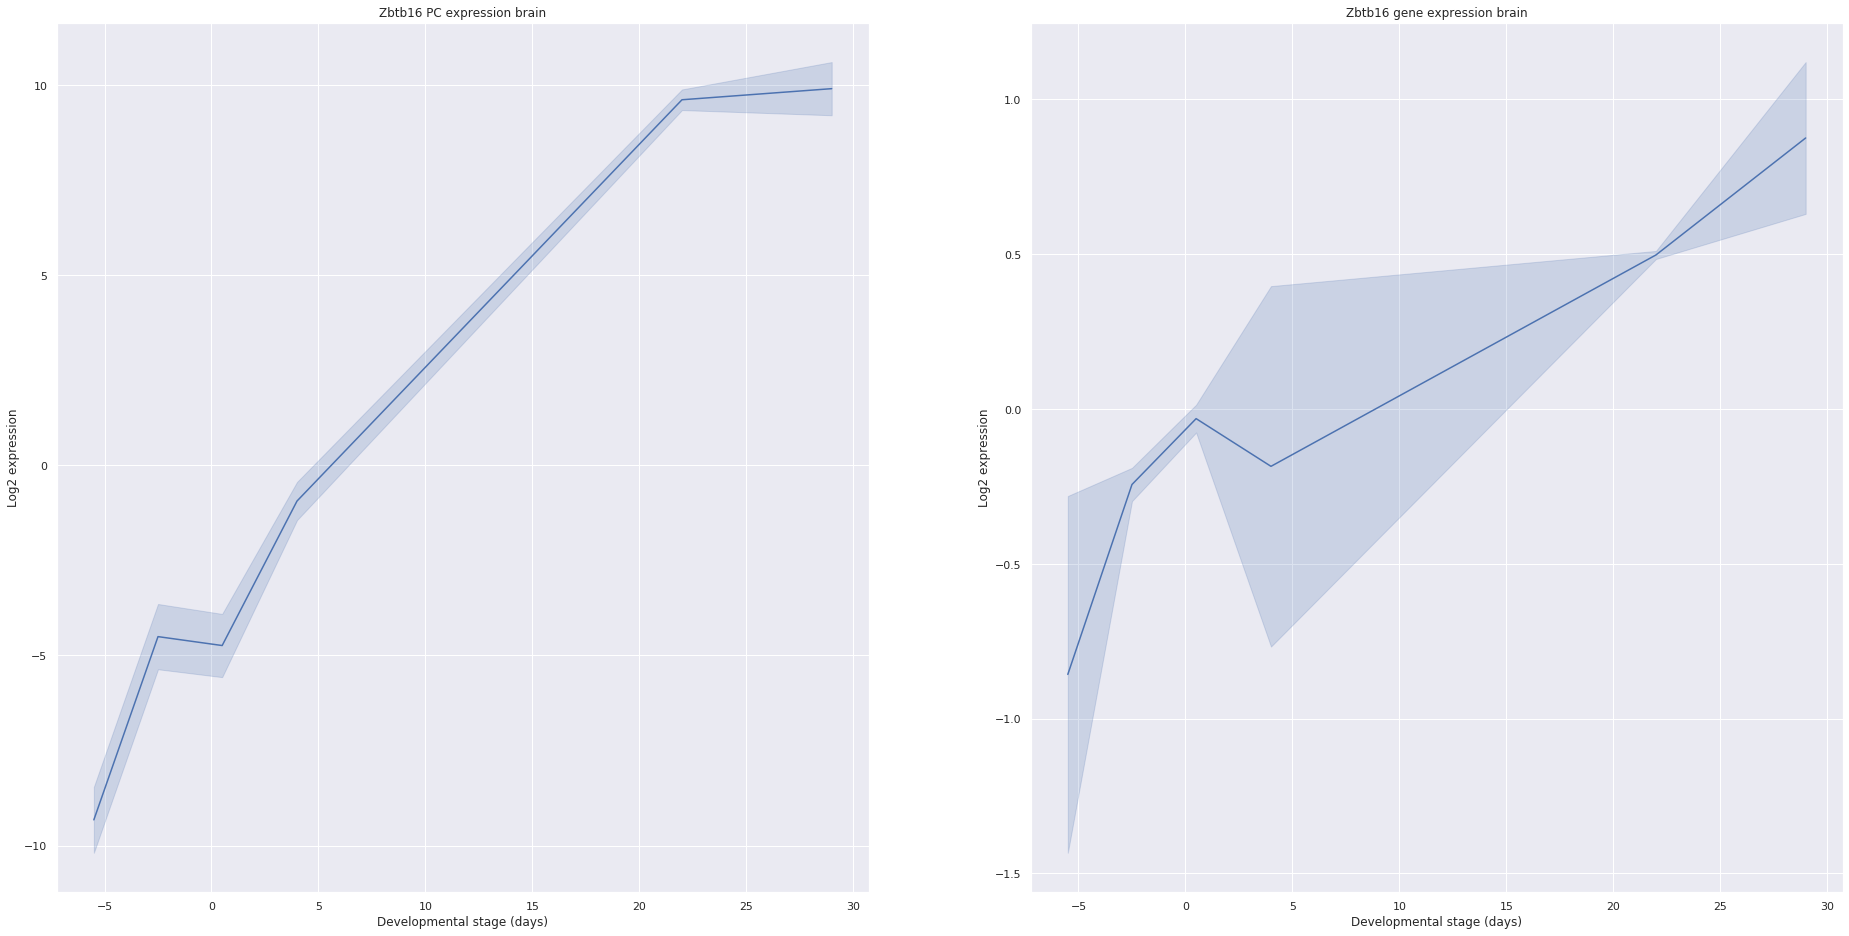 Zbtb16 PC expression brain
10
5
0
−5
−10
Log2 expression
−5 0 5 10 15 20 25 30
Developmental stage (days)
Zbtb16 gene expression brain
1.0
0.5
0.0
−0.5
−1.0
−1.5
Log2 expression
−5 0 5 10 15 20 25 30
Developmental stage (days)